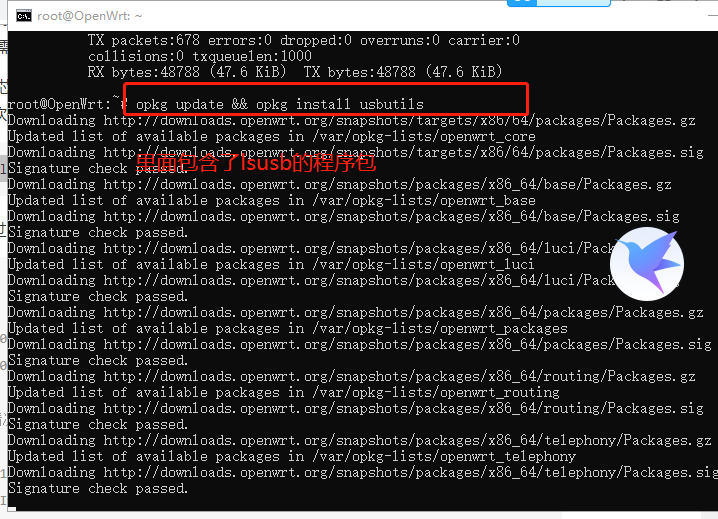 root@OpenWrt: ~
TX packets:678 errors:0 dropped:0 overruns:0 carrier:0
collisions:0 txqueuelen:1000
RX bytes:48788 (47.6 KiB)  TX bytes:48788 (47.6 KiB)
root@OpenWrt:~# opkg update && opkg install usbutils
Downloading http://downloads.openwrt.org/snapshots/targets/x86/64/packages/Packages.gz
Updated list of available packages in /var/opkg-lists/openwrt_core
Downloading http://downloads.openwrt.org/snapshots/targets/x86/64/packages/Packages.sig
里面包含了lsusb的程序包
Signature check passed.
Downloading http://downloads.openwrt.org/snapshots/packages/x86_64/base/Packages.gz
Updated list of available packages in /var/opkg-lists/openwrt_base
Downloading http://downloads.openwrt.org/snapshots/packages/x86_64/base/Packages.sig
Signature check passed.
Downloading http://downloads.openwrt.org/snapshots/packages/x86_64/luci/Pack
Updated list of available packages in /var/opkg-lists/openwrt_luci
Downloading http://downloads.openwrt.org/snapshots/packages/x86_64/luci/Pack
Signature check passed.
Downloading http://downloads.openwrt.org/snapshots/packages/x86_64/packages/Packages.gz
Updated list of available packages in /var/opkg-lists/openwrt_packages
Downloading http://downloads.openwrt.org/snapshots/packages/x86_64/packages/Packages.sig
Signature check passed.
Downloading http://downloads.openwrt.org/snapshots/packages/x86_64/routing/Packages.gz
Updated list of available packages in /var/opkg-lists/openwrt_routing
Downloading http://downloads.openwrt.org/snapshots/packages/x86_64/routing/Packages.sig
Signature check passed.
Downloading http://downloads.openwrt.org/snapshots/packages/x86_64/telephony/Packages.gz
Updated list of available packages in /var/opkg-lists/openwrt_telephony
Downloading http://downloads.openwrt.org/snapshots/packages/x86_64/telephony/Packages.sig
Signature check passed.